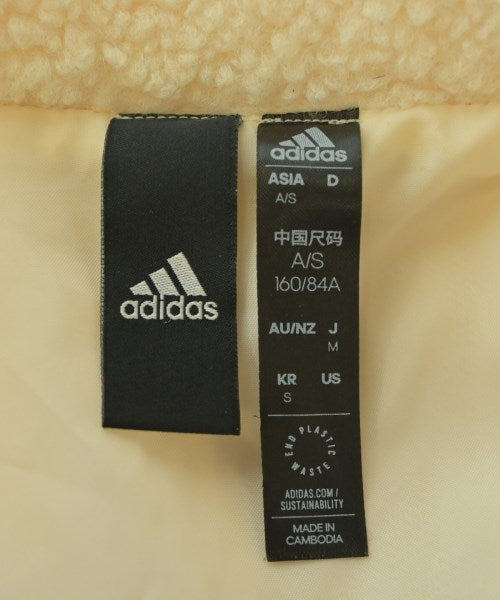 adidas
adidas
ASIA D
A/S
中国尺码
A/S
160/84A
AU/NZ J
M
KR US
S
END PLASTIC WASTE
ADIDAS.COM/
SUSTAINABILITY
MADE IN
CAMBODIA